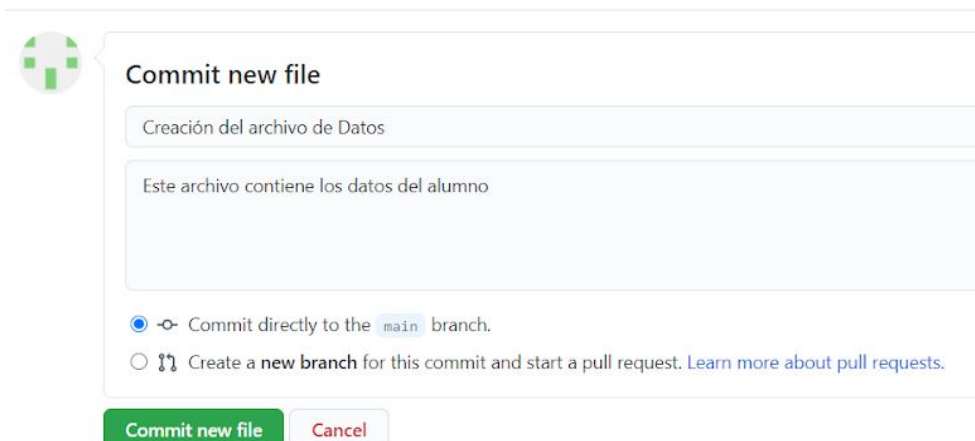 Commit new file
Creación del archivo de Datos
Este archivo contiene los datos del alumno
Commit directly to the main branch.
Create a new branch for this commit and start a pull request. Learn more about pull requests.
Commit new file Cancel